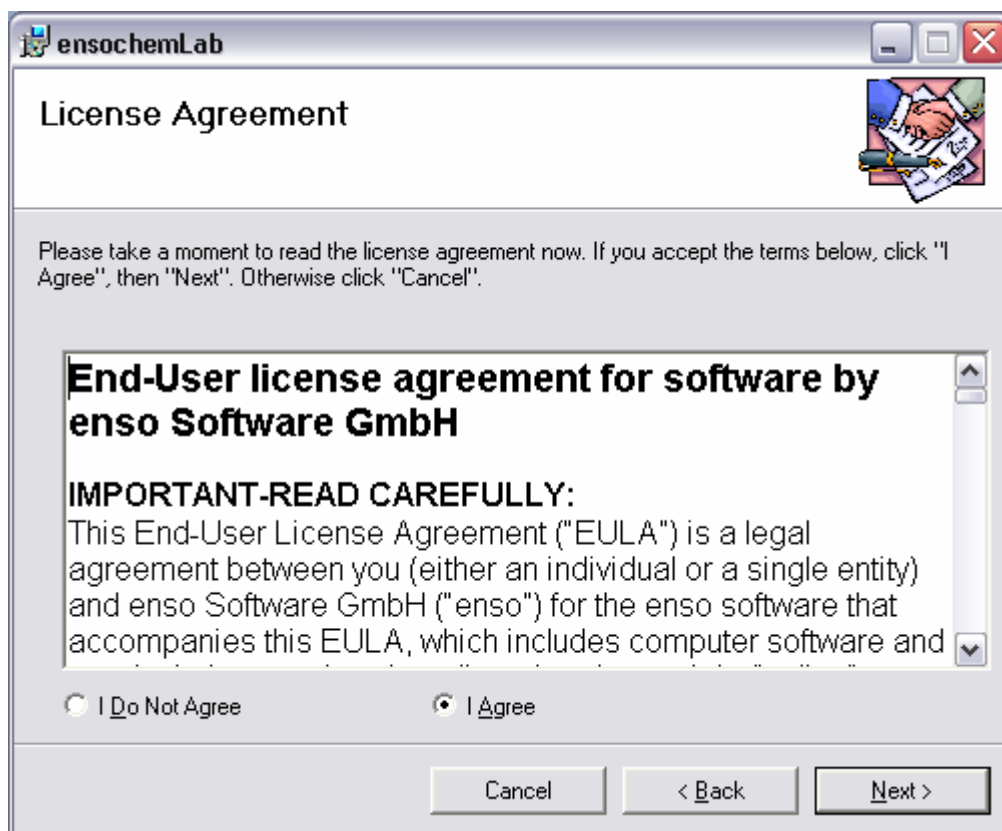 ensochemLab
License Agreement
Please take a moment to read the license agreement now. If you accept the terms below, click "I
Agree", then "Next". Otherwise click "Cancel".
End-User license agreement for software by
enso Software GmbH
IMPORTANT-READ CAREFULLY:
This End-User License Agreement ("EULA") is a legal
agreement between you (either an individual or a single entity)
and enso Software GmbH ("enso") for the enso software that
accompanies this EULA, which includes computer software and
I Do Not Agree
I Agree
Cancel
< Back
Next >